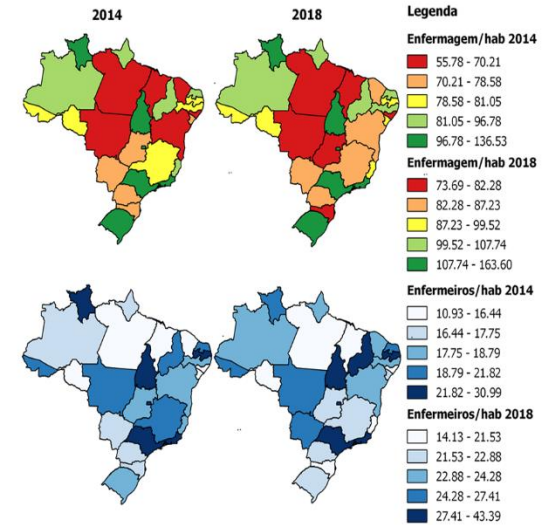 2014
2018
Legenda
Enfermagem/hab 2014
55.78 - 70.21
70.21 - 78.58
78.58 - 81.05
81.05 - 96.78
96.78 - 136.53
Enfermagem/hab 2018
73.69 - 82.28
82.28 - 87.23
87.23 - 99.52
99.52 - 107.74
107.74 - 163.60
Enfermeiros/hab 2014
10.93 - 16.44
16.44 - 17.75
17.75 - 18.79
18.79 - 21.82
21.82 - 30.99
Enfermeiros/hab 2018
14.13 - 21.53
21.53 - 22.88
22.88 - 24.28
24.28 - 27.41
27.41 - 43.39